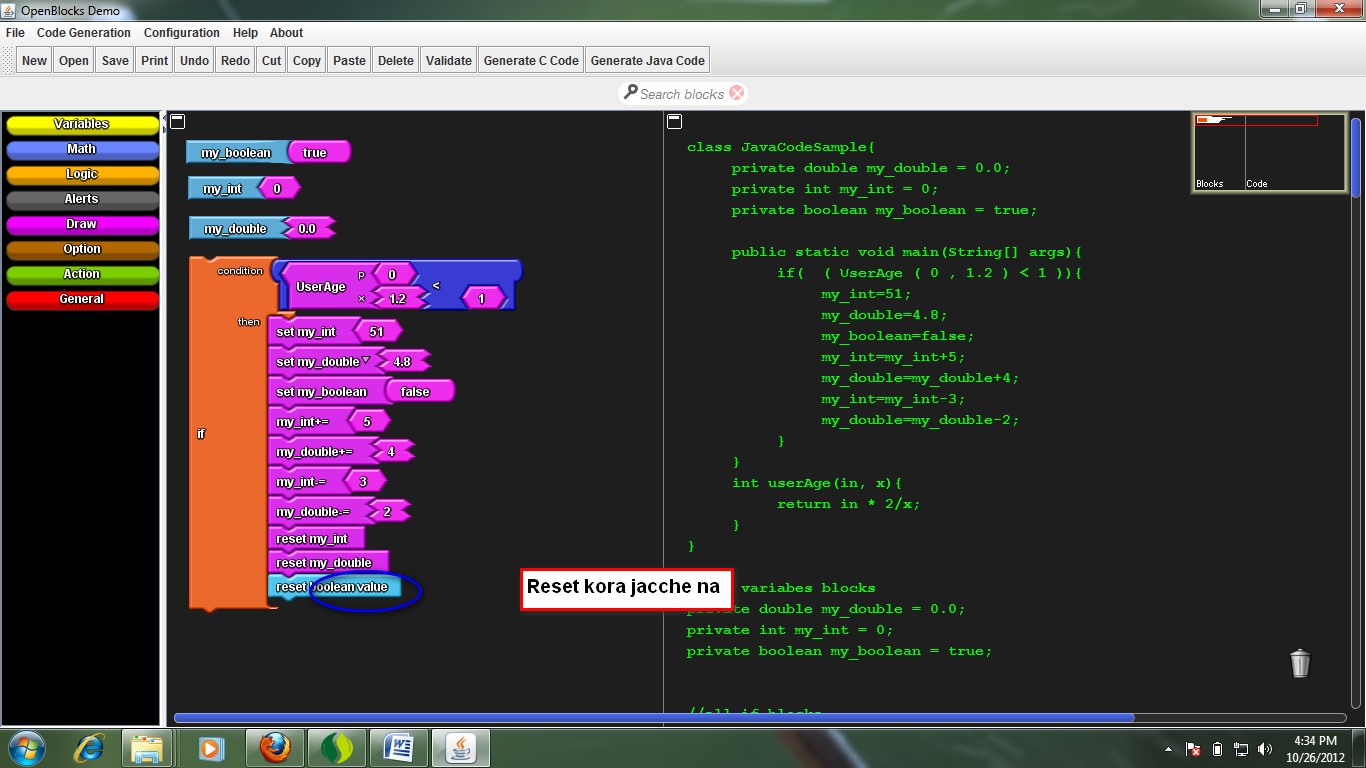 OpenBlocks Demo
File Code Generation Configuration Help About
New Open Save Print Undo Redo Cut Copy Paste Delete Validate Generate C Code Generate Java Code
Search blocks
Variables
Math
Logic
Alerts
Draw
Option
Action
General
my_boolean true
my_int 0
my_double 0.0
condition
UserAge p 0 < 1
x 1.2
then
set my_int 51
set my_double 4.8
set my_boolean false
my_int+= 5
my_double+= 4
if
my_int-= 3
my_double-= 2
reset my_int
reset my_double
reset boolean value
Reset kora jacche na
class JavaCodeSample{
private double my_double = 0.0;
private int my_int = 0;
private boolean my_boolean = true;
public static void main(String[] args){
if( ( UserAge ( 0 , 1.2 ) < 1 )){
my_int=51;
my_double=4.8;
my_boolean=false;
my_int=my_int+5;
my_double=my_double+4;
my_int=my_int-3;
my_double=my_double-2;
}
}
int userAge(in, x){
return in * 2/x;
}
}
variabes blocks
private double my_double = 0.0;
private int my_int = 0;
private boolean my_boolean = true;
//all if blocks
Blocks Code
4:34 PM
10/26/2012